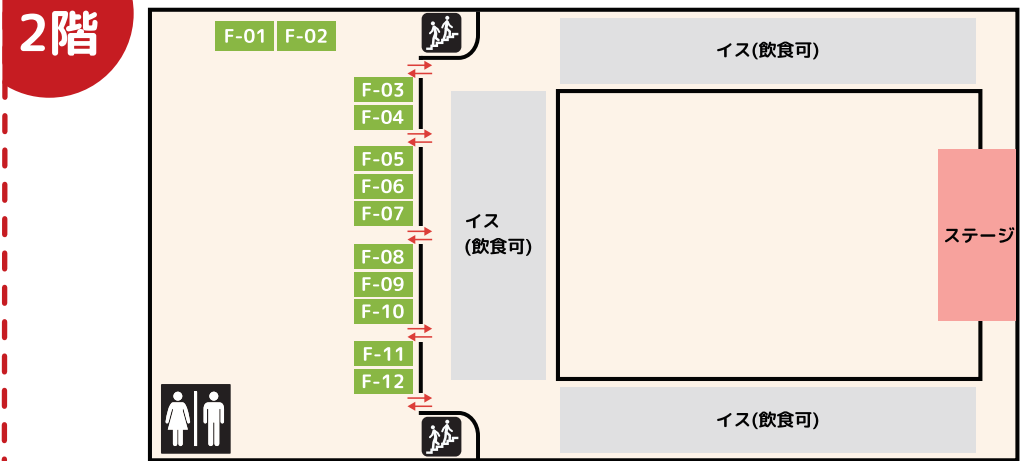 2階
F-01
F-02
イス(飲食可)
F-03
F-04
F-05
F-06
F-07
イス
(飲食可)
ステージ
F-08
F-09
F-10
F-11
F-12
イス(飲食可)